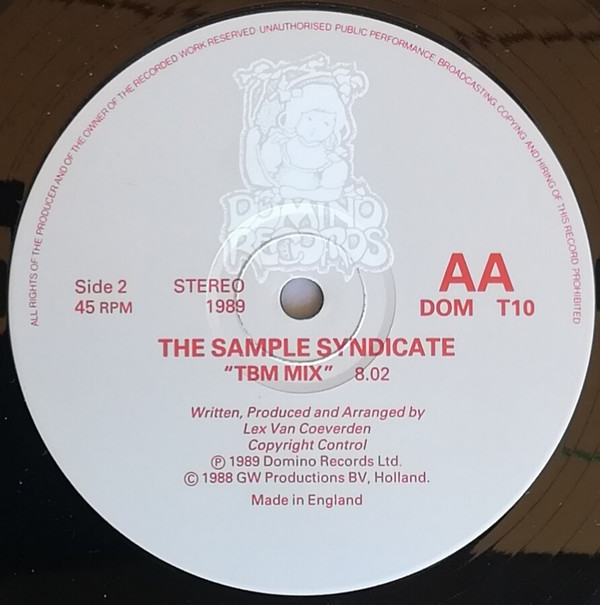 ALL RIGHTS OF THE PRODUCER AND OF THE OWNER OF THE RECORDED WORK RESERVED UNAUTHORISED PUBLIC PERFORMANCE, BROADCASTING, COPYING AND HIRING OF THIS RECORD PROHIBITED
DOMINO
RECORDS
Side 2 STEREO AA
45 RPM 1989 DOM T10
THE SAMPLE SYNDICATE
"TBM MIX" 8.02
Written, Produced and Arranged by
Lex Van Coeverden
Copyright Control
Ⓟ 1989 Domino Records Ltd.
© 1988 GW Productions BV, Holland.
Made in England